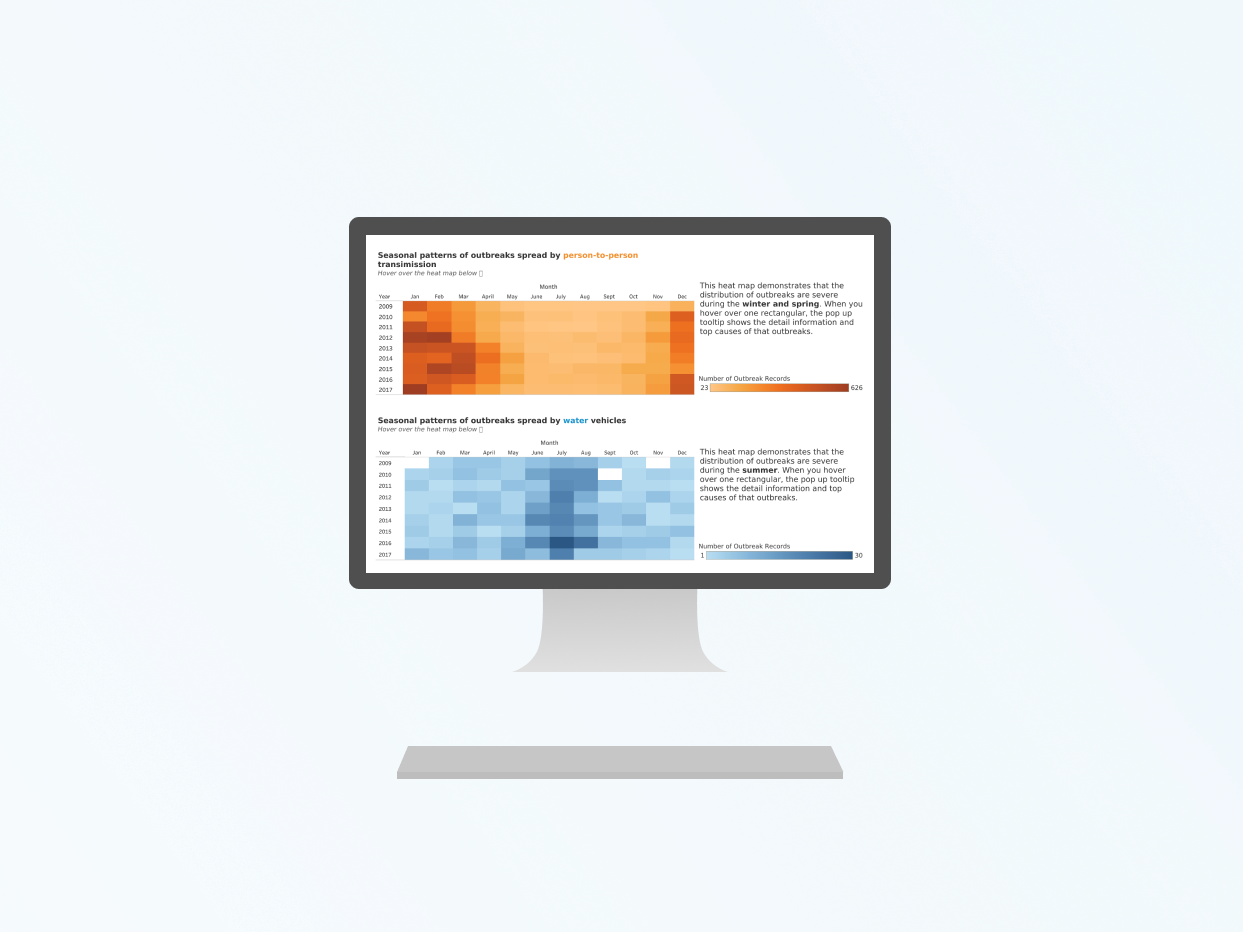 Seasonal patterns of outbreaks spread by person-to-person
transimission
Hover over the heat map below
Month
Year Jan Feb Mar April May June July Aug Sept Oct Nov Dec
2009
2010
2011
2012
2013
2014
2015
2016
2017
This heat map demonstrates that the
distribution of outbreaks are severe
during the winter and spring. When you
hover over one rectangular, the pop up
tooltip shows the detail information and
top causes of that outbreaks.
Number of Outbreak Records
23 626
Seasonal patterns of outbreaks spread by water vehicles
Hover over the heat map below
Month
Year Jan Feb Mar April May June July Aug Sept Oct Nov Dec
2009
2010
2011
2012
2013
2014
2015
2016
2017
This heat map demonstrates that the
distribution of outbreaks are severe
during the summer. When you hover
over one rectangular, the pop up tooltip
shows the detail information and top
causes of that outbreaks.
Number of Outbreak Records
1 30